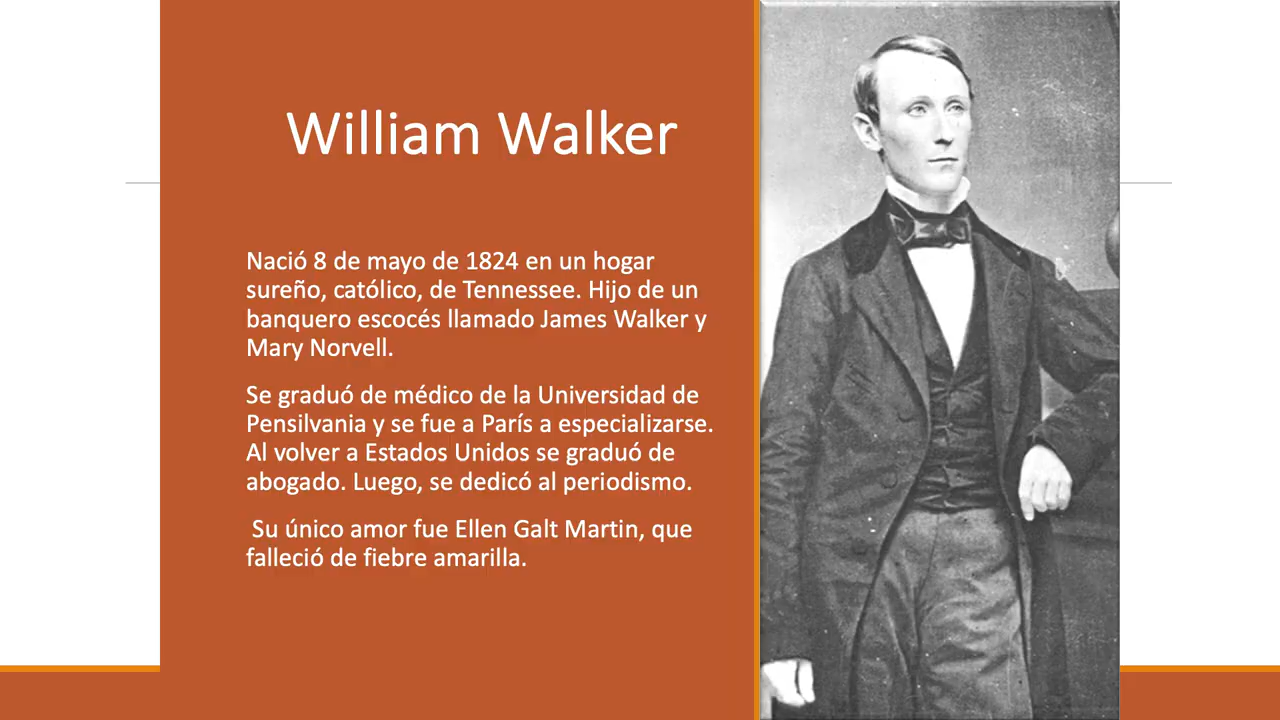 William Walker
Nació 8 de mayo de 1824 en un hogar
sureño, católico, de Tennessee. Hijo de un
banquero escocés llamado James Walker y
Mary Norvell.
Se graduó de médico de la Universidad de
Pensilvania y se fue a París a especializarse.
Al volver a Estados Unidos se graduó de
abogado. Luego, se dedicó al periodismo.
Su único amor fue Ellen Galt Martin, que
falleció de fiebre amarilla.